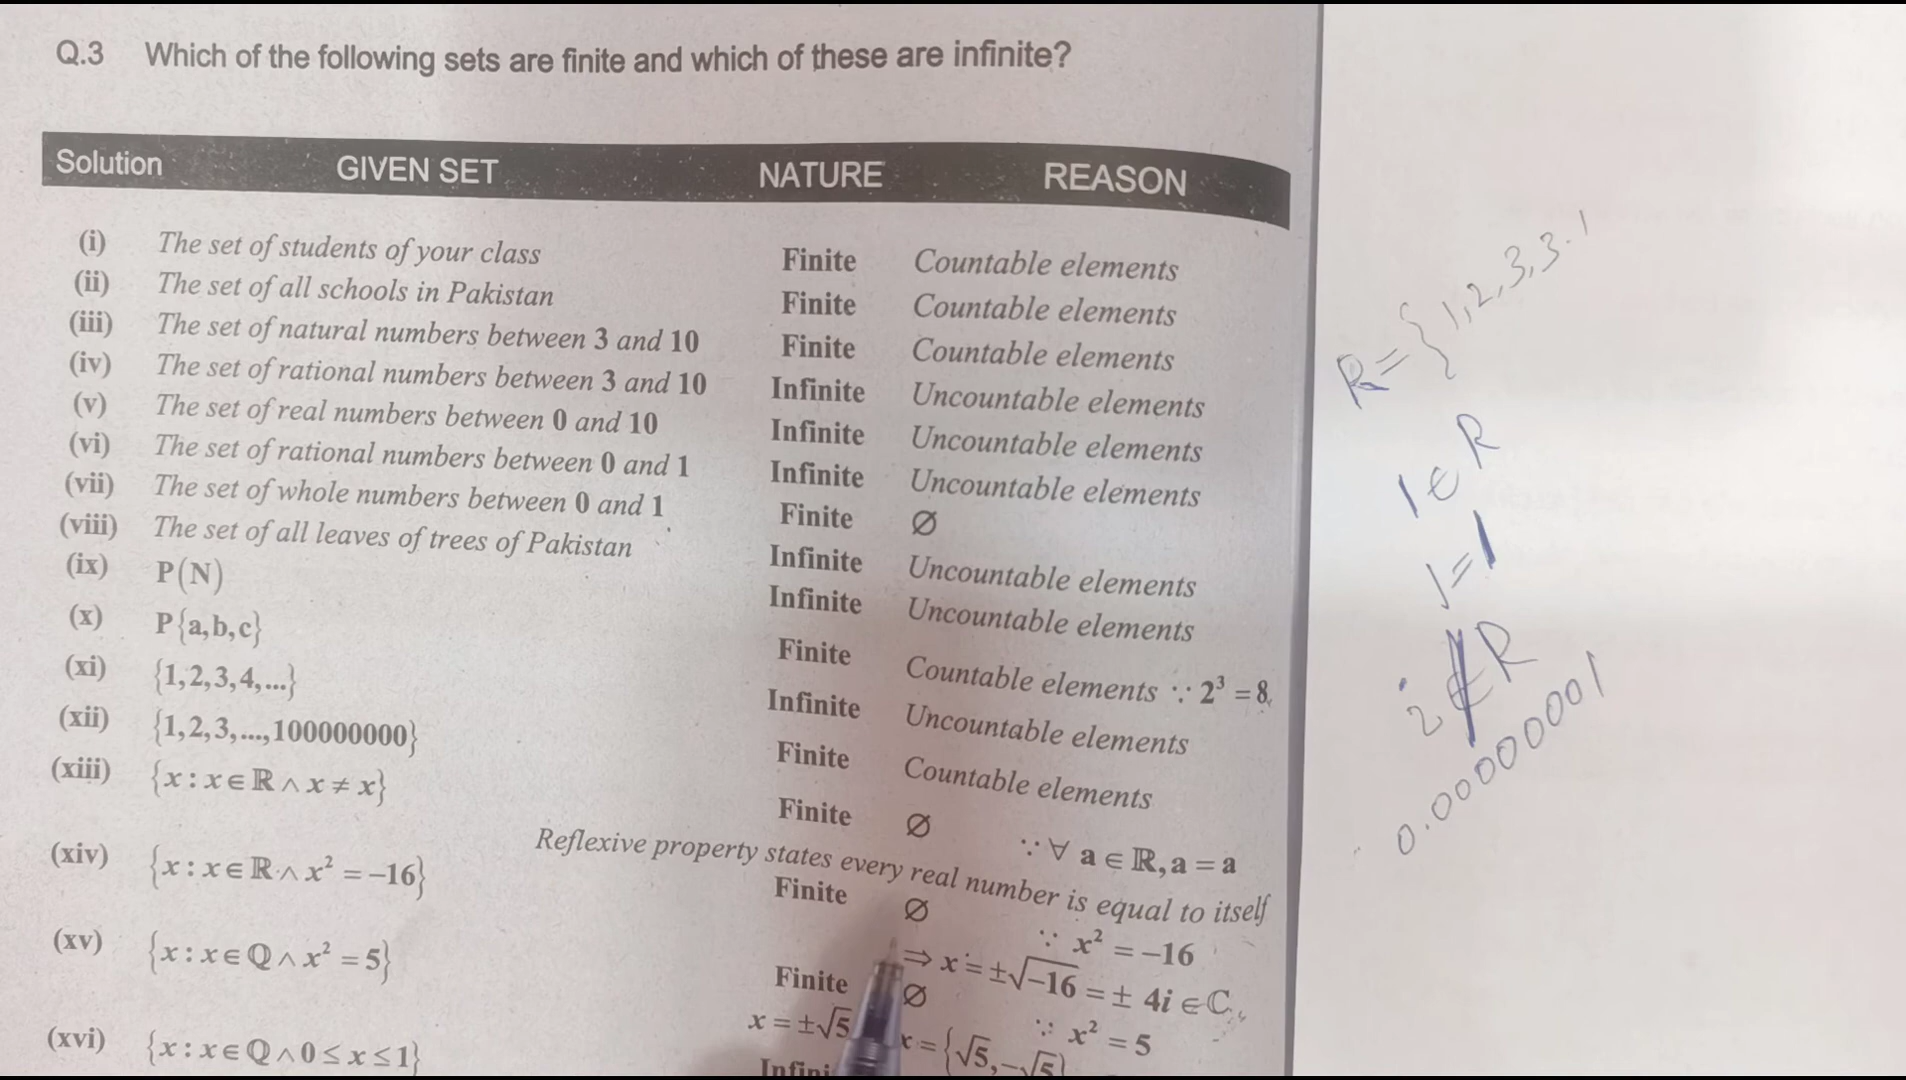 Q.3 Which of the following sets are finite and which of these are infinite?
Solution GIVEN SET NATURE REASON
(i) The set of students of your class Finite Countable elements
(ii) The set of all schools in Pakistan Finite Countable elements
(iii) The set of natural numbers between 3 and 10 Finite Countable elements
(iv) The set of rational numbers between 3 and 10 Infinite Uncountable elements
(v) The set of real numbers between 0 and 10 Infinite Uncountable elements
(vi) The set of rational numbers between 0 and 1 Infinite Uncountable elements
(vii) The set of whole numbers between 0 and 1 Finite Ø
(viii) The set of all leaves of trees of Pakistan Infinite Uncountable elements
(ix) P(N) Infinite Uncountable elements
(x) P{a,b,c} Finite Countable elements ∵ 2³ = 8
(xi) {1,2,3,4,...} Infinite Uncountable elements
(xii) {1,2,3,...,100000000} Finite Countable elements
(xiii) {x : x ∈ ℝ ∧ x ≠ x} Finite Ø ∵ ∀ a ∈ ℝ, a = a
Reflexive property states every real number is equal to itself
(xiv) {x : x ∈ ℝ ∧ x² = −16} Finite Ø ∵ x² = −16
⇒ x = ±√−16 = ± 4i ∈ ℂ
(xv) {x : x ∈ ℚ ∧ x² = 5} Finite Ø ∵ x² = 5
x = ±√5 x = {√5, −√5}
(xvi) {x : x ∈ ℚ ∧ 0 ≤ x ≤ 1}
R = { 1, 2, 3, 3.1
1 ∈ R
1 = 1
∉ R
0.000000001